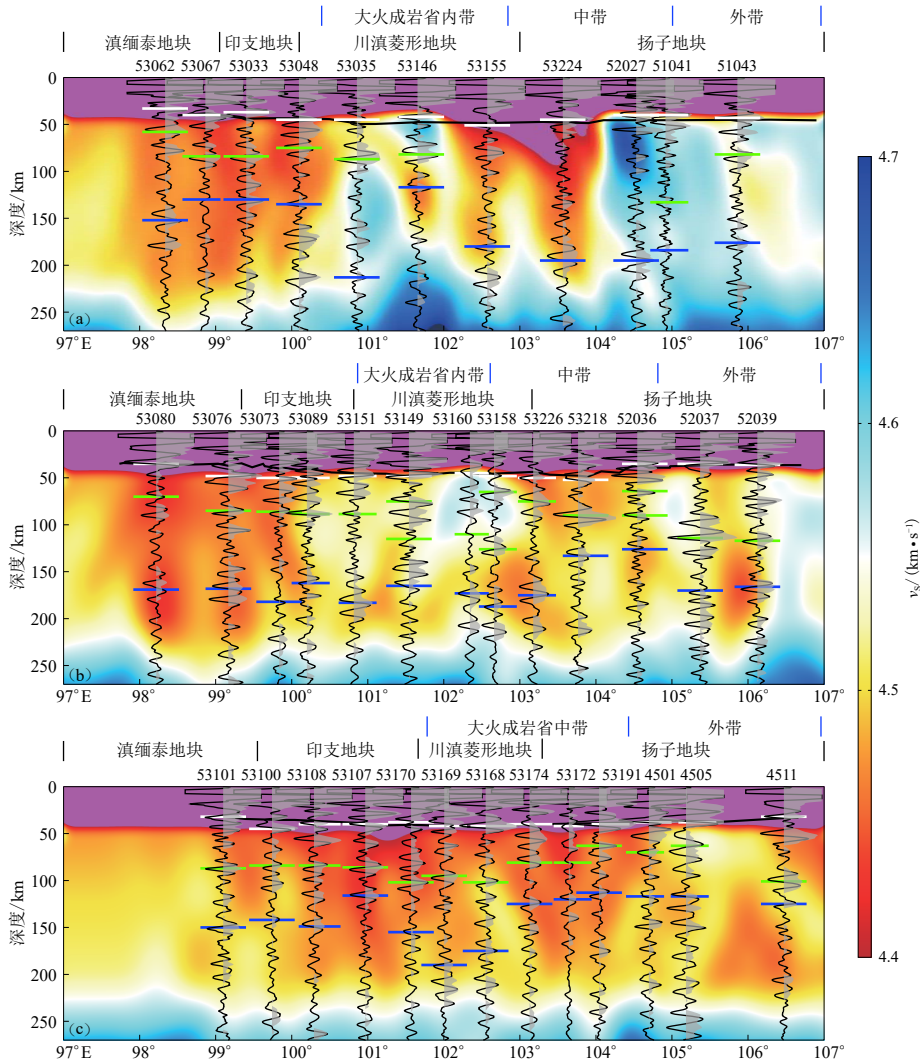 大火成岩省内带 中带 外带
滇缅泰地块 印支地块 川滇菱形地块 扬子地块
53062 53067 53033 53048 53035 53146 53155 53224 52027 51041 51043
0
50
100
150
200
250
深度/km
(a)
97°E 98 99 100 101 102 103 104 105 106 107°
大火成岩省内带 中带 外带
滇缅泰地块 印支地块 川滇菱形地块 扬子地块
53080 53076 53073 53089 53151 53149 53160 53158 53226 53218 52036 52037 52039
0
50
100
150
200
250
深度/km
(b)
97°E 98 99 100 101 102 103 104 105 106 107°
大火成岩省中带 外带
滇缅泰地块 印支地块 川滇菱形地块 扬子地块
53101 53100 53108 53107 53170 53169 53168 53174 53172 53191 4501 4505 4511
0
50
100
150
200
250
深度/km
(c)
97°E 98 99 100 101 102 103 104 105 106 107°
4.7
4.6
4.5
4.4
vS/(km•s⁻¹)